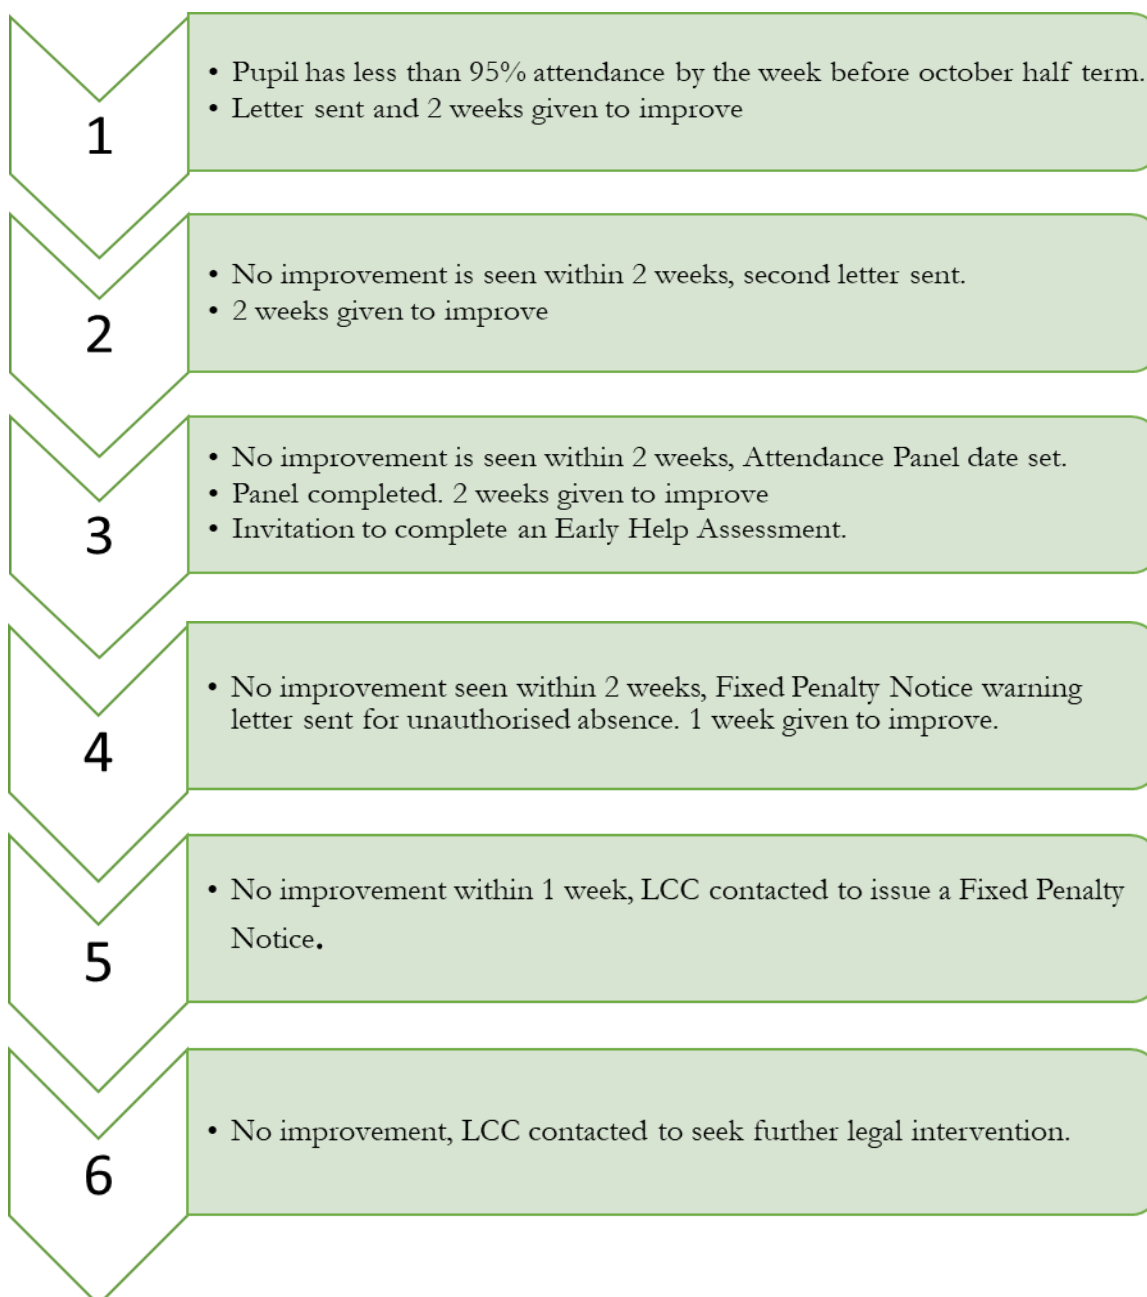 1
• Pupil has less than 95% attendance by the week before october half term.
• Letter sent and 2 weeks given to improve
2
• No improvement is seen within 2 weeks, second letter sent.
• 2 weeks given to improve
3
• No improvement is seen within 2 weeks, Attendance Panel date set.
• Panel completed. 2 weeks given to improve
• Invitation to complete an Early Help Assessment.
4
• No improvement seen within 2 weeks, Fixed Penalty Notice warning
letter sent for unauthorised absence. 1 week given to improve.
5
• No improvement within 1 week, LCC contacted to issue a Fixed Penalty
Notice.
6
• No improvement, LCC contacted to seek further legal intervention.